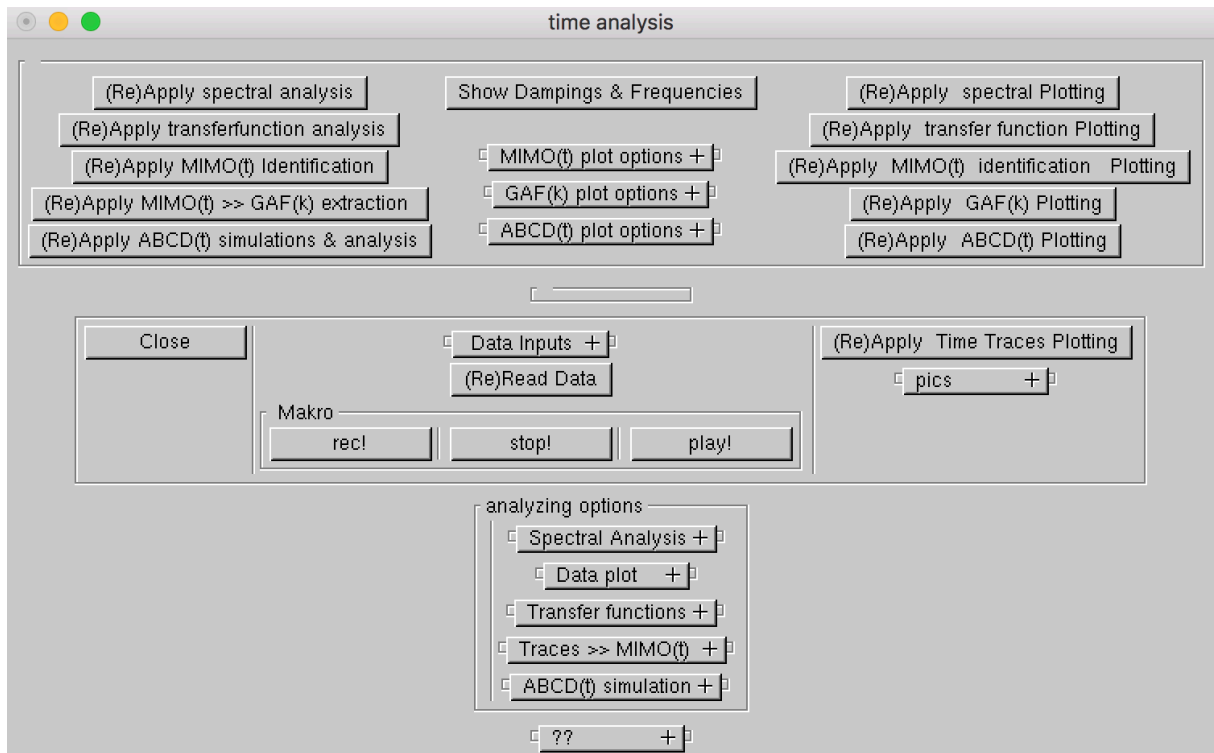 time analysis
(Re)Apply spectral analysis
Show Dampings & Frequencies
(Re)Apply spectral Plotting
(Re)Apply transferfunction analysis
(Re)Apply transfer function Plotting
(Re)Apply MIMO(t) Identification
MIMO(t) plot options +
(Re)Apply MIMO(t) identification Plotting
(Re)Apply MIMO(t) >> GAF(k) extraction
GAF(k) plot options +
(Re)Apply GAF(k) Plotting
(Re)Apply ABCD(t) simulations & analysis
ABCD(t) plot options +
(Re)Apply ABCD(t) Plotting
Close
Data Inputs +
(Re)Apply Time Traces Plotting
(Re)Read Data
pics +
Makro
rec!
stop!
play!
analyzing options
Spectral Analysis +
Data plot +
Transfer functions +
Traces >> MIMO(t) +
ABCD(t) simulation +
?? +